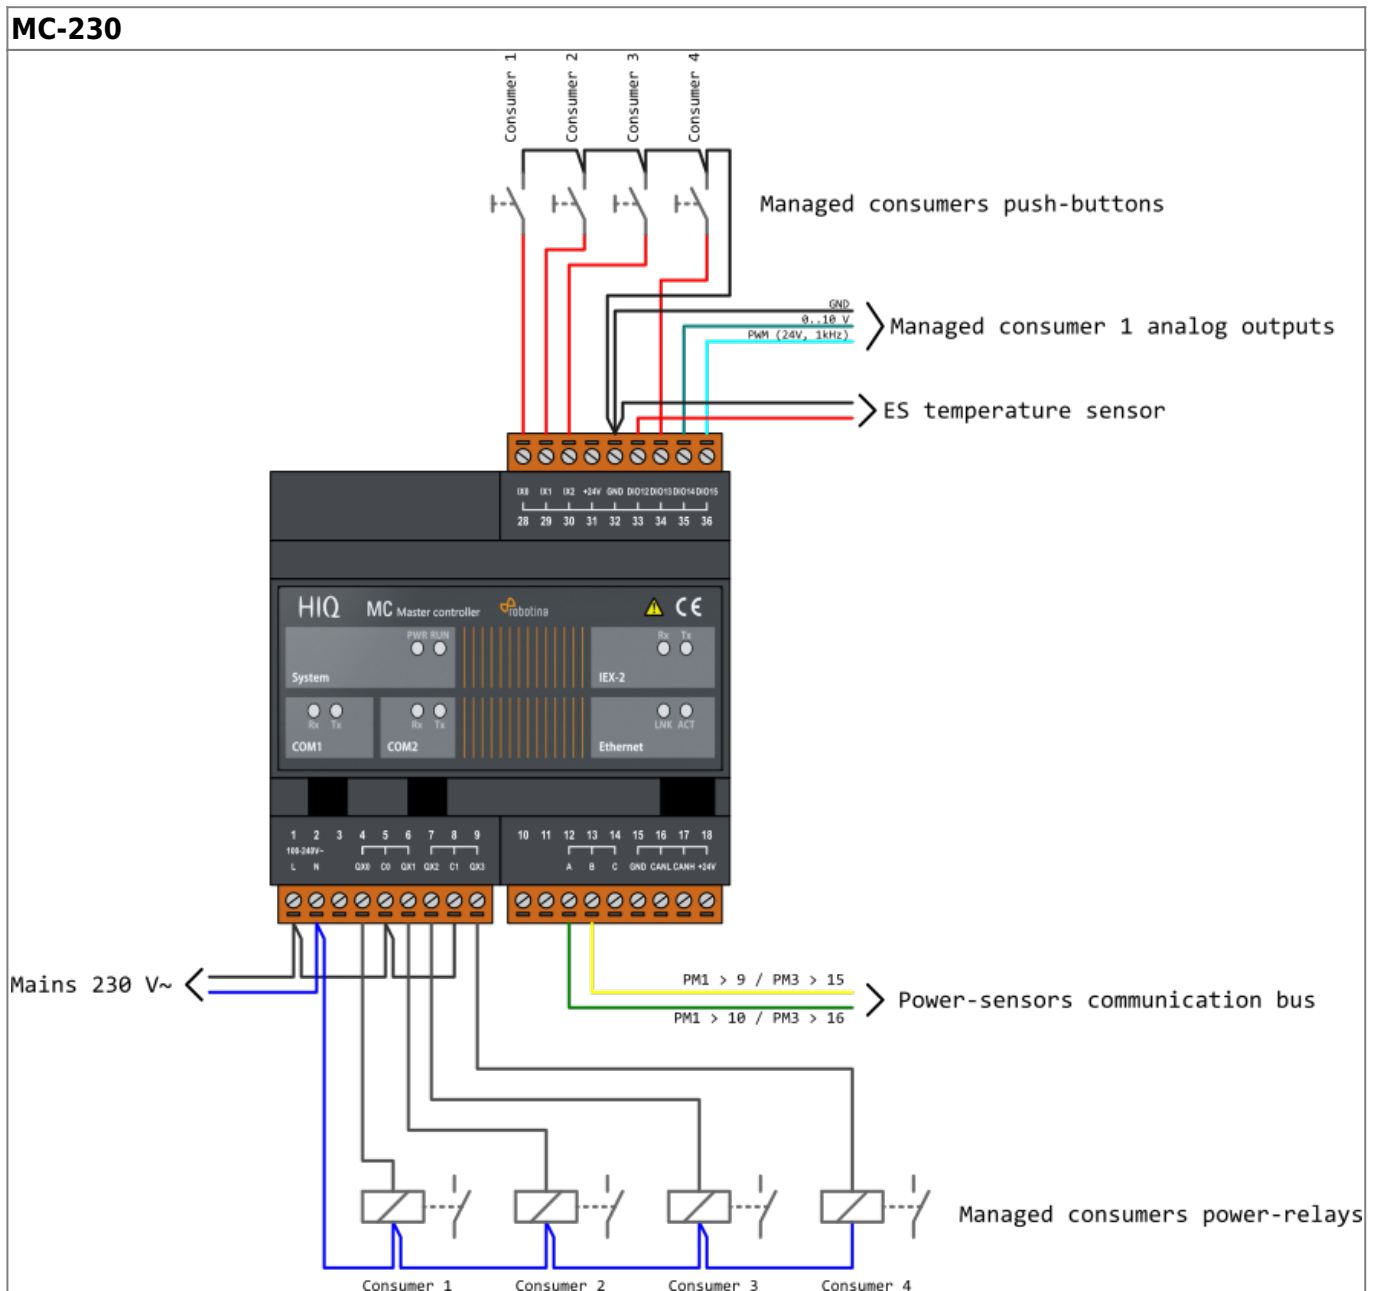 MC-230
Consumer 1
Consumer 2
Consumer 3
Consumer 4
Managed consumers push-buttons
GND
0..10 V
PWM (24V, 1kHz)
Managed consumer 1 analog outputs
ES temperature sensor
IX0 IX1 IX2 +24V GND DIO12 DIO13 DIO14 DIO15
28 29 30 31 32 33 34 35 36
HIQ MC Master controller robotina CE
PWR RUN
System
Rx Tx
IEX-2
Rx Tx
COM1
Rx Tx
COM2
LNK ACT
Ethernet
1 2 3 4 5 6 7 8 9
100-240V~
L N QX0 C0 QX1 QX2 C1 QX3
10 11 12 13 14 15 16 17 18
A B C GND CANL CANH +24V
Mains 230 V~
PM1 > 9 / PM3 > 15
PM1 > 10 / PM3 > 16
Power-sensors communication bus
Managed consumers power-relays
Consumer 1
Consumer 2
Consumer 3
Consumer 4